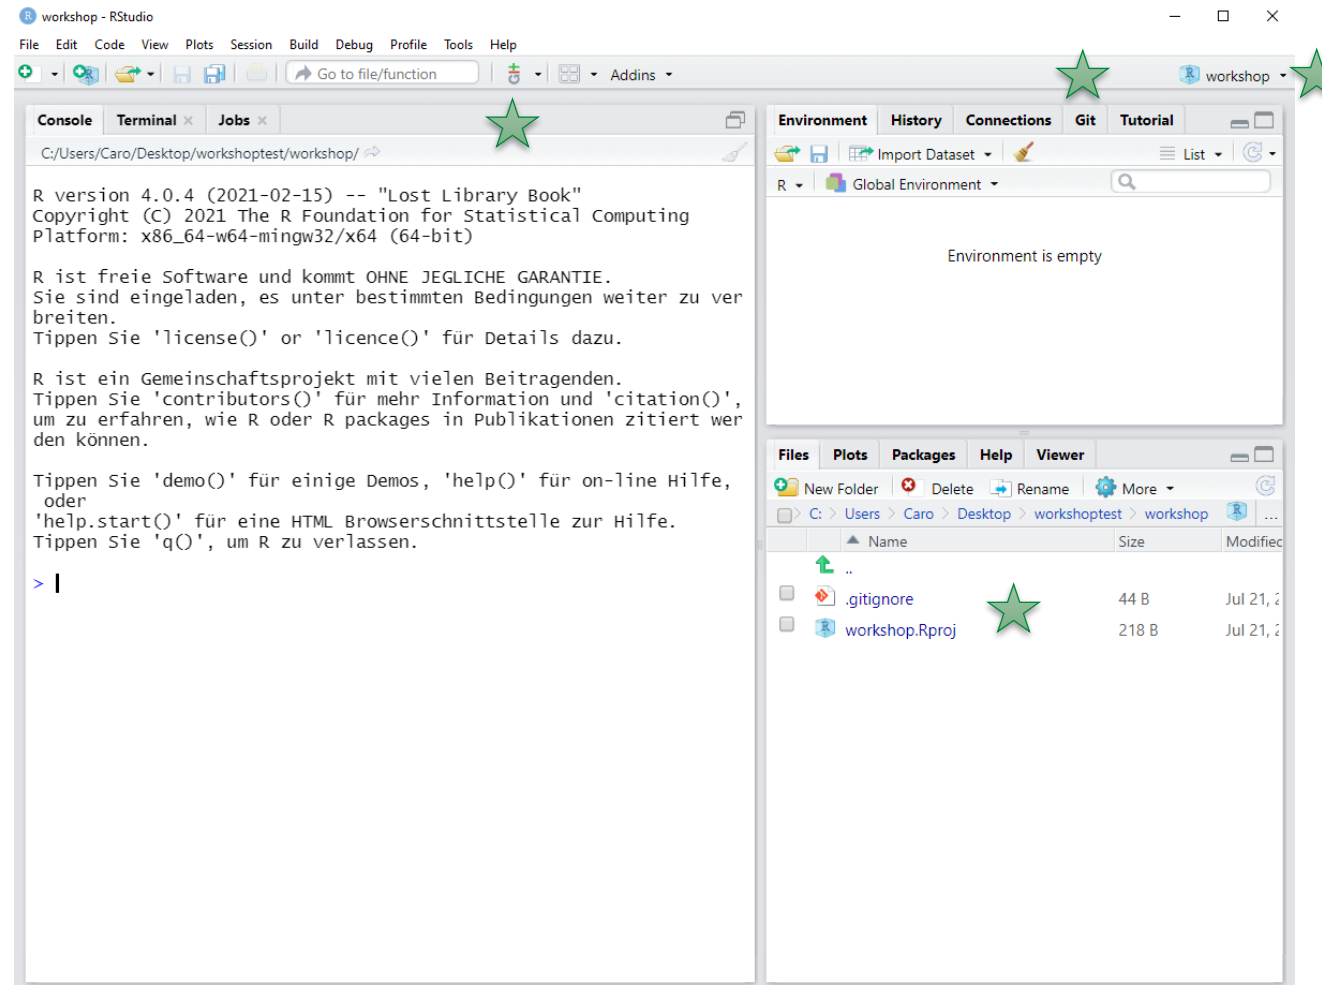 workshop - RStudio
File Edit Code View Plots Session Build Debug Profile Tools Help
Go to file/function Addins workshop
Console Terminal Jobs
C:/Users/Caro/Desktop/workshoptest/workshop/
R version 4.0.4 (2021-02-15) -- "Lost Library Book"
Copyright (C) 2021 The R Foundation for Statistical Computing
Platform: x86_64-w64-mingw32/x64 (64-bit)
R ist freie Software und kommt OHNE JEGLICHE GARANTIE.
Sie sind eingeladen, es unter bestimmten Bedingungen weiter zu ver
breiten.
Tippen Sie 'license()' or 'licence()' für Details dazu.
R ist ein Gemeinschaftsprojekt mit vielen Beitragenden.
Tippen Sie 'contributors()' für mehr Information und 'citation()',
um zu erfahren, wie R oder R packages in Publikationen zitiert wer
den können.
Tippen Sie 'demo()' für einige Demos, 'help()' für on-line Hilfe,
oder
'help.start()' für eine HTML Browserschnittstelle zur Hilfe.
Tippen Sie 'q()', um R zu verlassen.
>
Environment History Connections Git Tutorial
Import Dataset List
R Global Environment
Environment is empty
Files Plots Packages Help Viewer
New Folder Delete Rename More
C: > Users > Caro > Desktop > workshoptest > workshop ...
Name Size Modified
..
.gitignore 44 B Jul 21,
workshop.Rproj 218 B Jul 21,